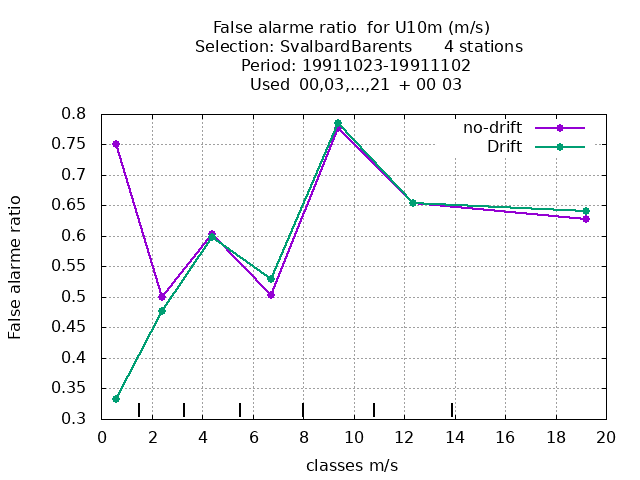 False alarme ratio  for U10m (m/s)
Selection: SvalbardBarents      4 stations
Period: 19911023-19911102
Used  00,03,...,21  + 00 03
no-drift
Drift
False alarme ratio
0.8
0.75
0.7
0.65
0.6
0.55
0.5
0.45
0.4
0.35
0.3
0 2 4 6 8 10 12 14 16 18 20
classes m/s